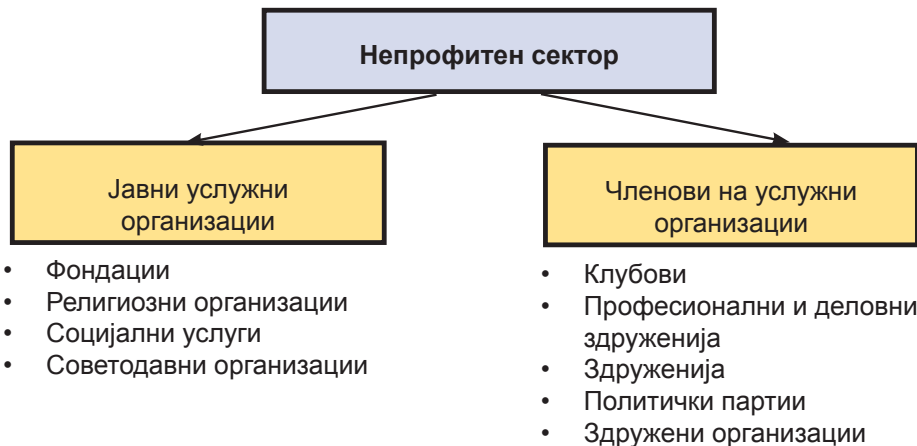 Непрофитен сектор
Јавни услужни
организации
• Фондации
• Религиозни организации
• Социјални услуги
• Советодавни организации
Членови на услужни
организации
• Клубови
• Професионални и деловни
здруженија
• Здруженија
• Политички партии
• Здружени организации